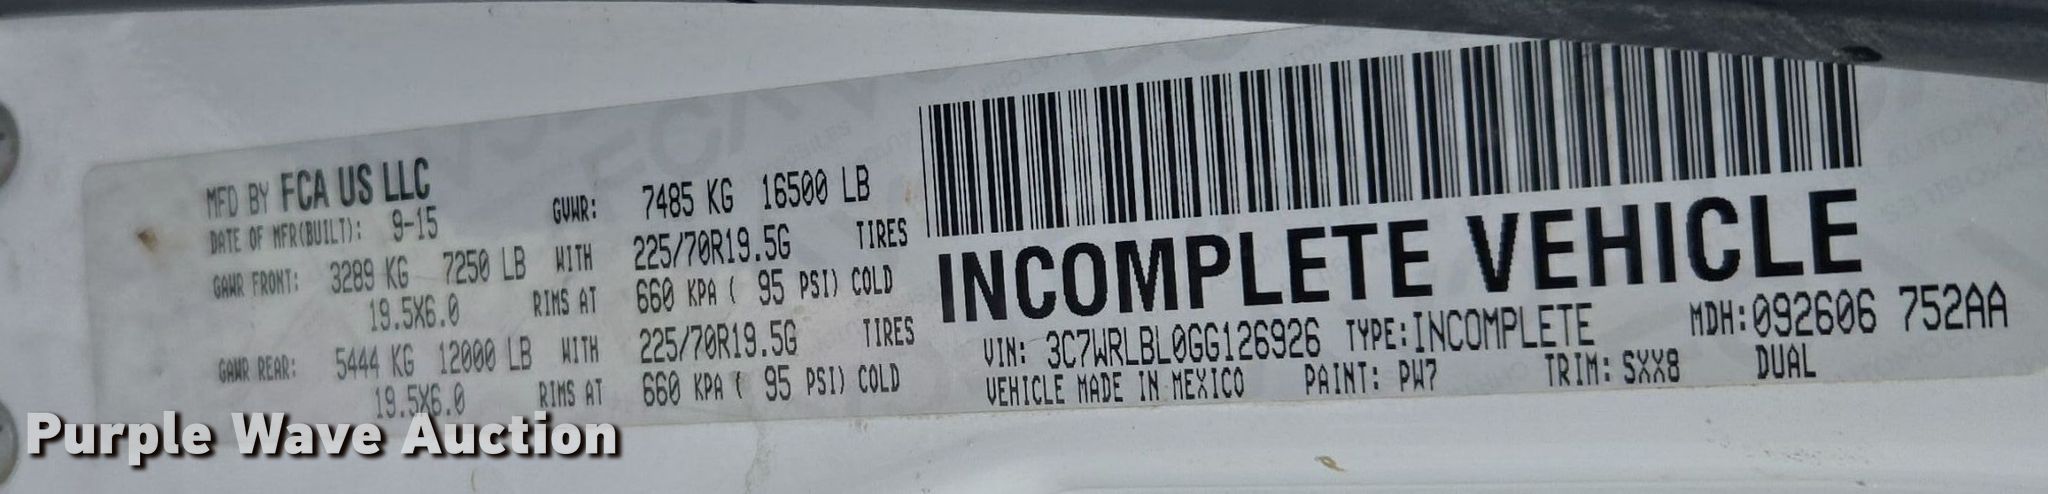 MFD BY FCA US LLC
DATE OF MFR(BUILT): 9-15 GVWR: 7485 KG 16500 LB
GAWR FRONT: 3289 KG 7250 LB WITH 225/70R19.5G TIRES
19.5X6.0 RIMS AT 660 KPA ( 95 PSI) COLD
GAWR REAR: 5444 KG 12000 LB WITH 225/70R19.5G TIRES
19.5X6.0 RIMS AT 660 KPA ( 95 PSI) COLD
INCOMPLETE VEHICLE
VIN: 3C7WRLBL0GG126926 TYPE:INCOMPLETE MDH:092606 752AA
VEHICLE MADE IN MEXICO PAINT: PW7 TRIM: SXX8 DUAL
Purple Wave Auction